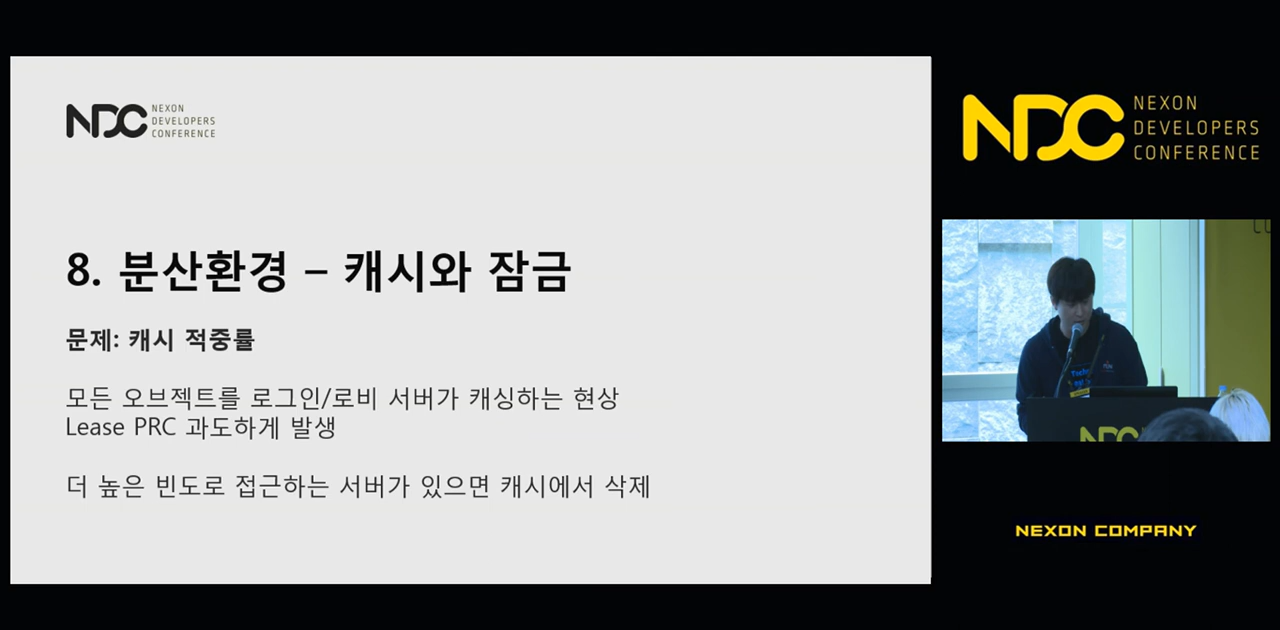 NDC NEXON
DEVELOPERS
CONFERENCE
8. 분산환경 – 캐시와 잠금
문제: 캐시 적중률
모든 오브젝트를 로그인/로비 서버가 캐싱하는 현상
Lease PRC 과도하게 발생
더 높은 빈도로 접근하는 서버가 있으면 캐시에서 삭제
NDC NEXON
DEVELOPERS
CONFERENCE
NDC
NEXON COMPANY